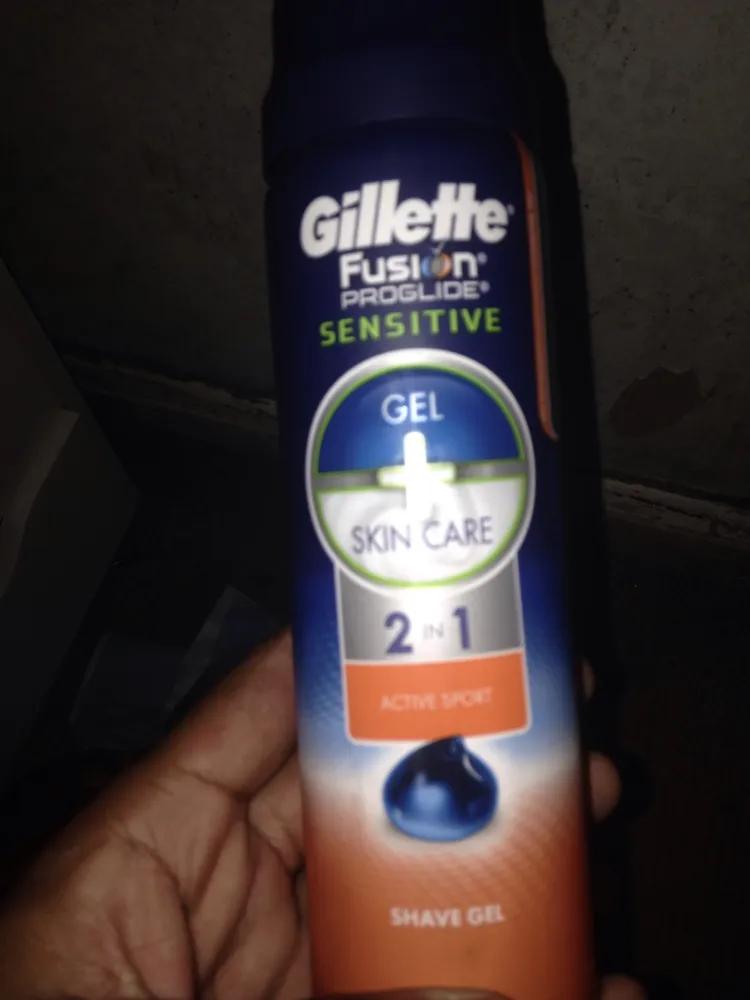 Gillette®
Fusion®
PROGLIDE®
SENSITIVE
GEL
SKIN CARE
2 IN 1
ACTIVE SPORT
SHAVE GEL